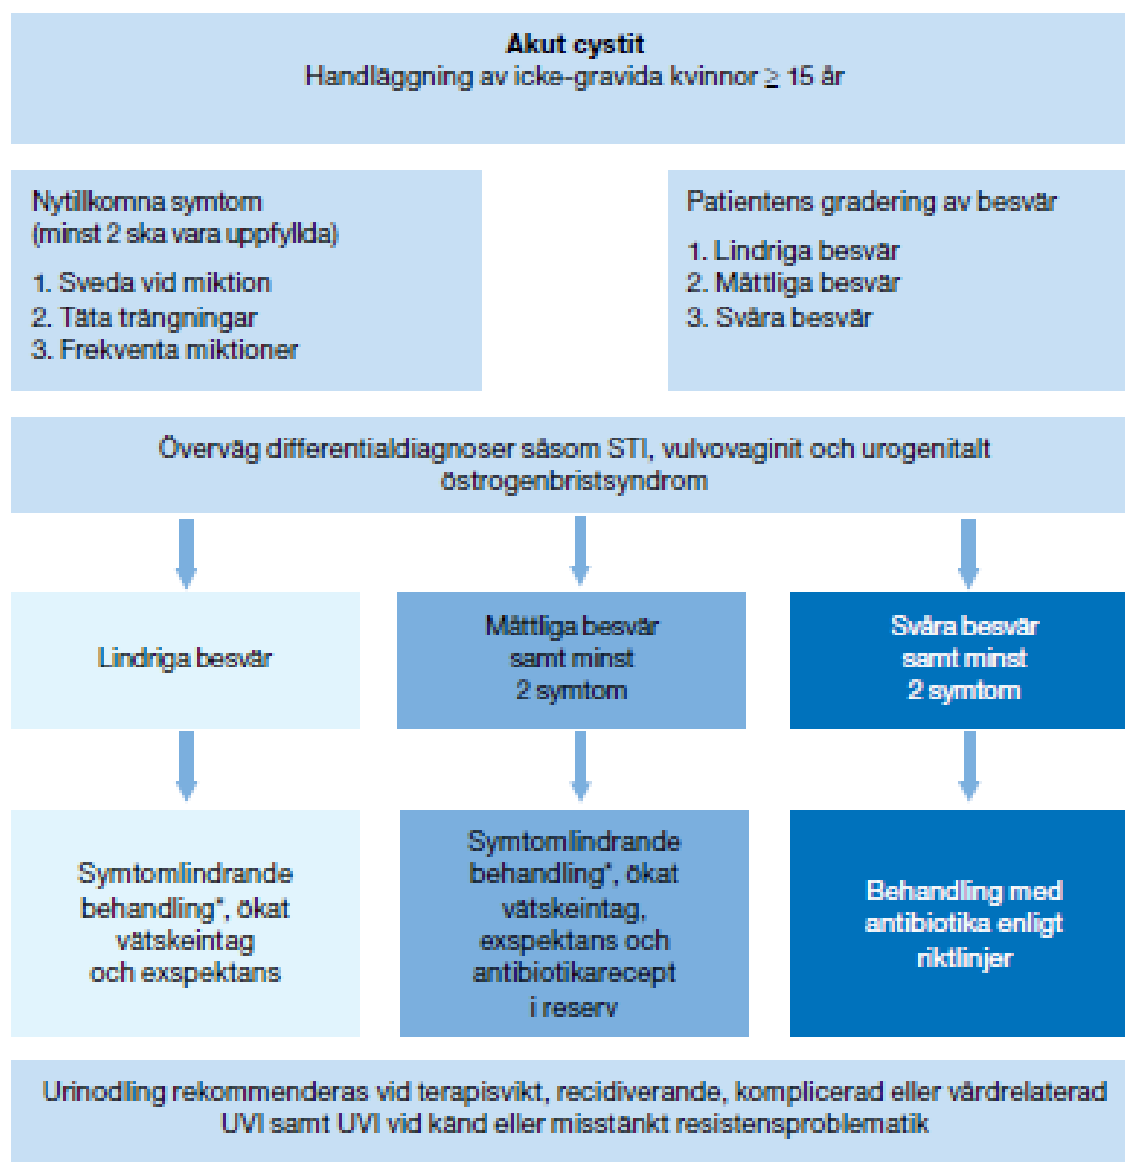 Akut cystit
Handläggning av icke-gravida kvinnor ≥ 15 år
Nytillkomna symtom
(minst 2 ska vara uppfyllda)
1. Sveda vid miktion
2. Täta trängningar
3. Frekventa miktioner
Patientens gradering av besvär
1. Lindriga besvär
2. Måttliga besvär
3. Svåra besvär
Överväg differentialdiagnoser såsom STI, vulvovaginit och urogenitalt
östrogenbristsyndrom
Lindriga besvär
Måttliga besvär
samt minst
2 symtom
Svåra besvär
samt minst
2 symtom
Symtomlindrande
behandling*, ökat
vätskeintag
och exspektans
Symtomlindrande
behandling*, ökat
vätskeintag,
exspektans och
antibiotikarecept
i reserv
Behandling med
antibiotika enligt
riktlinjer
Urinodling rekommenderas vid terapisvikt, recidiverande, komplicerad eller vårdrelaterad
UVI samt UVI vid känd eller misstänkt resistensproblematik